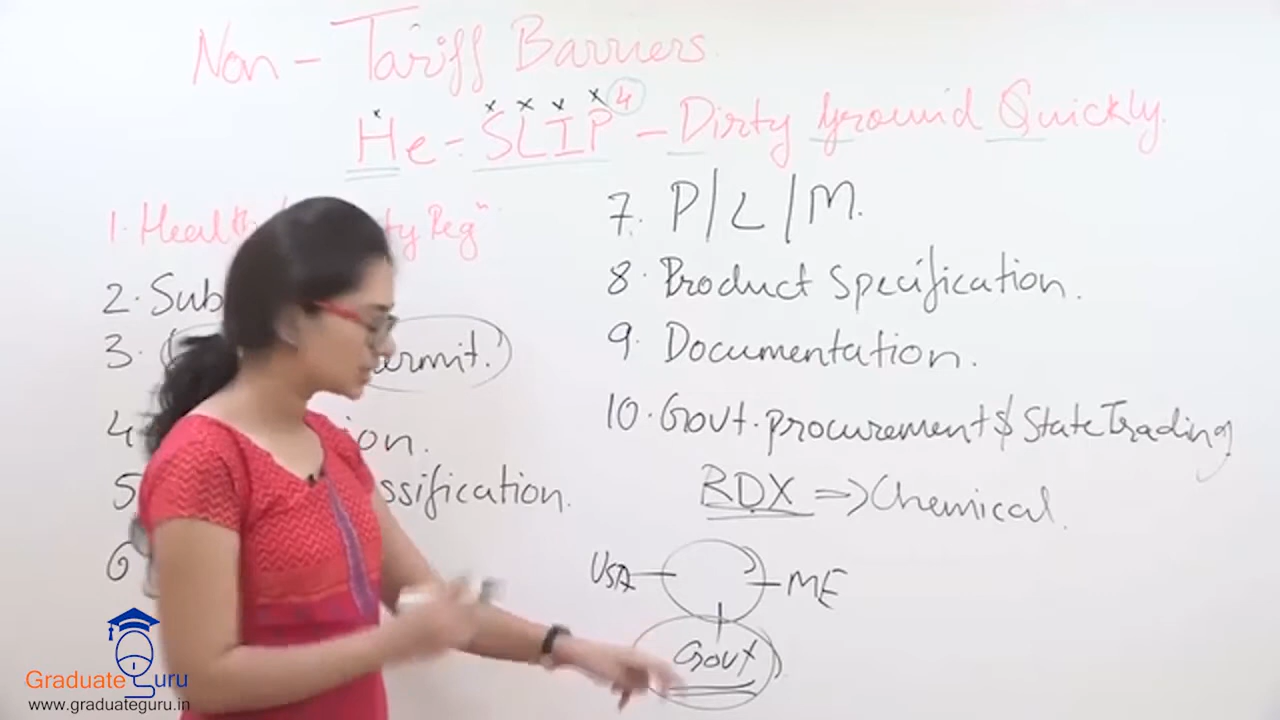 Non-Tariff Barriers
He - SLIP 4 - Dirty Ground Quickly.
1. Health Reg"
2. Sub
3. ermit.
4. ion.
5. ssification.
6
7. P/L/M.
8. Product Specification.
9. Documentation.
10. Govt. procurement & State Trading
RDX => Chemical.
USA ME
Govt
Graduate Guru
www.graduateguru.in